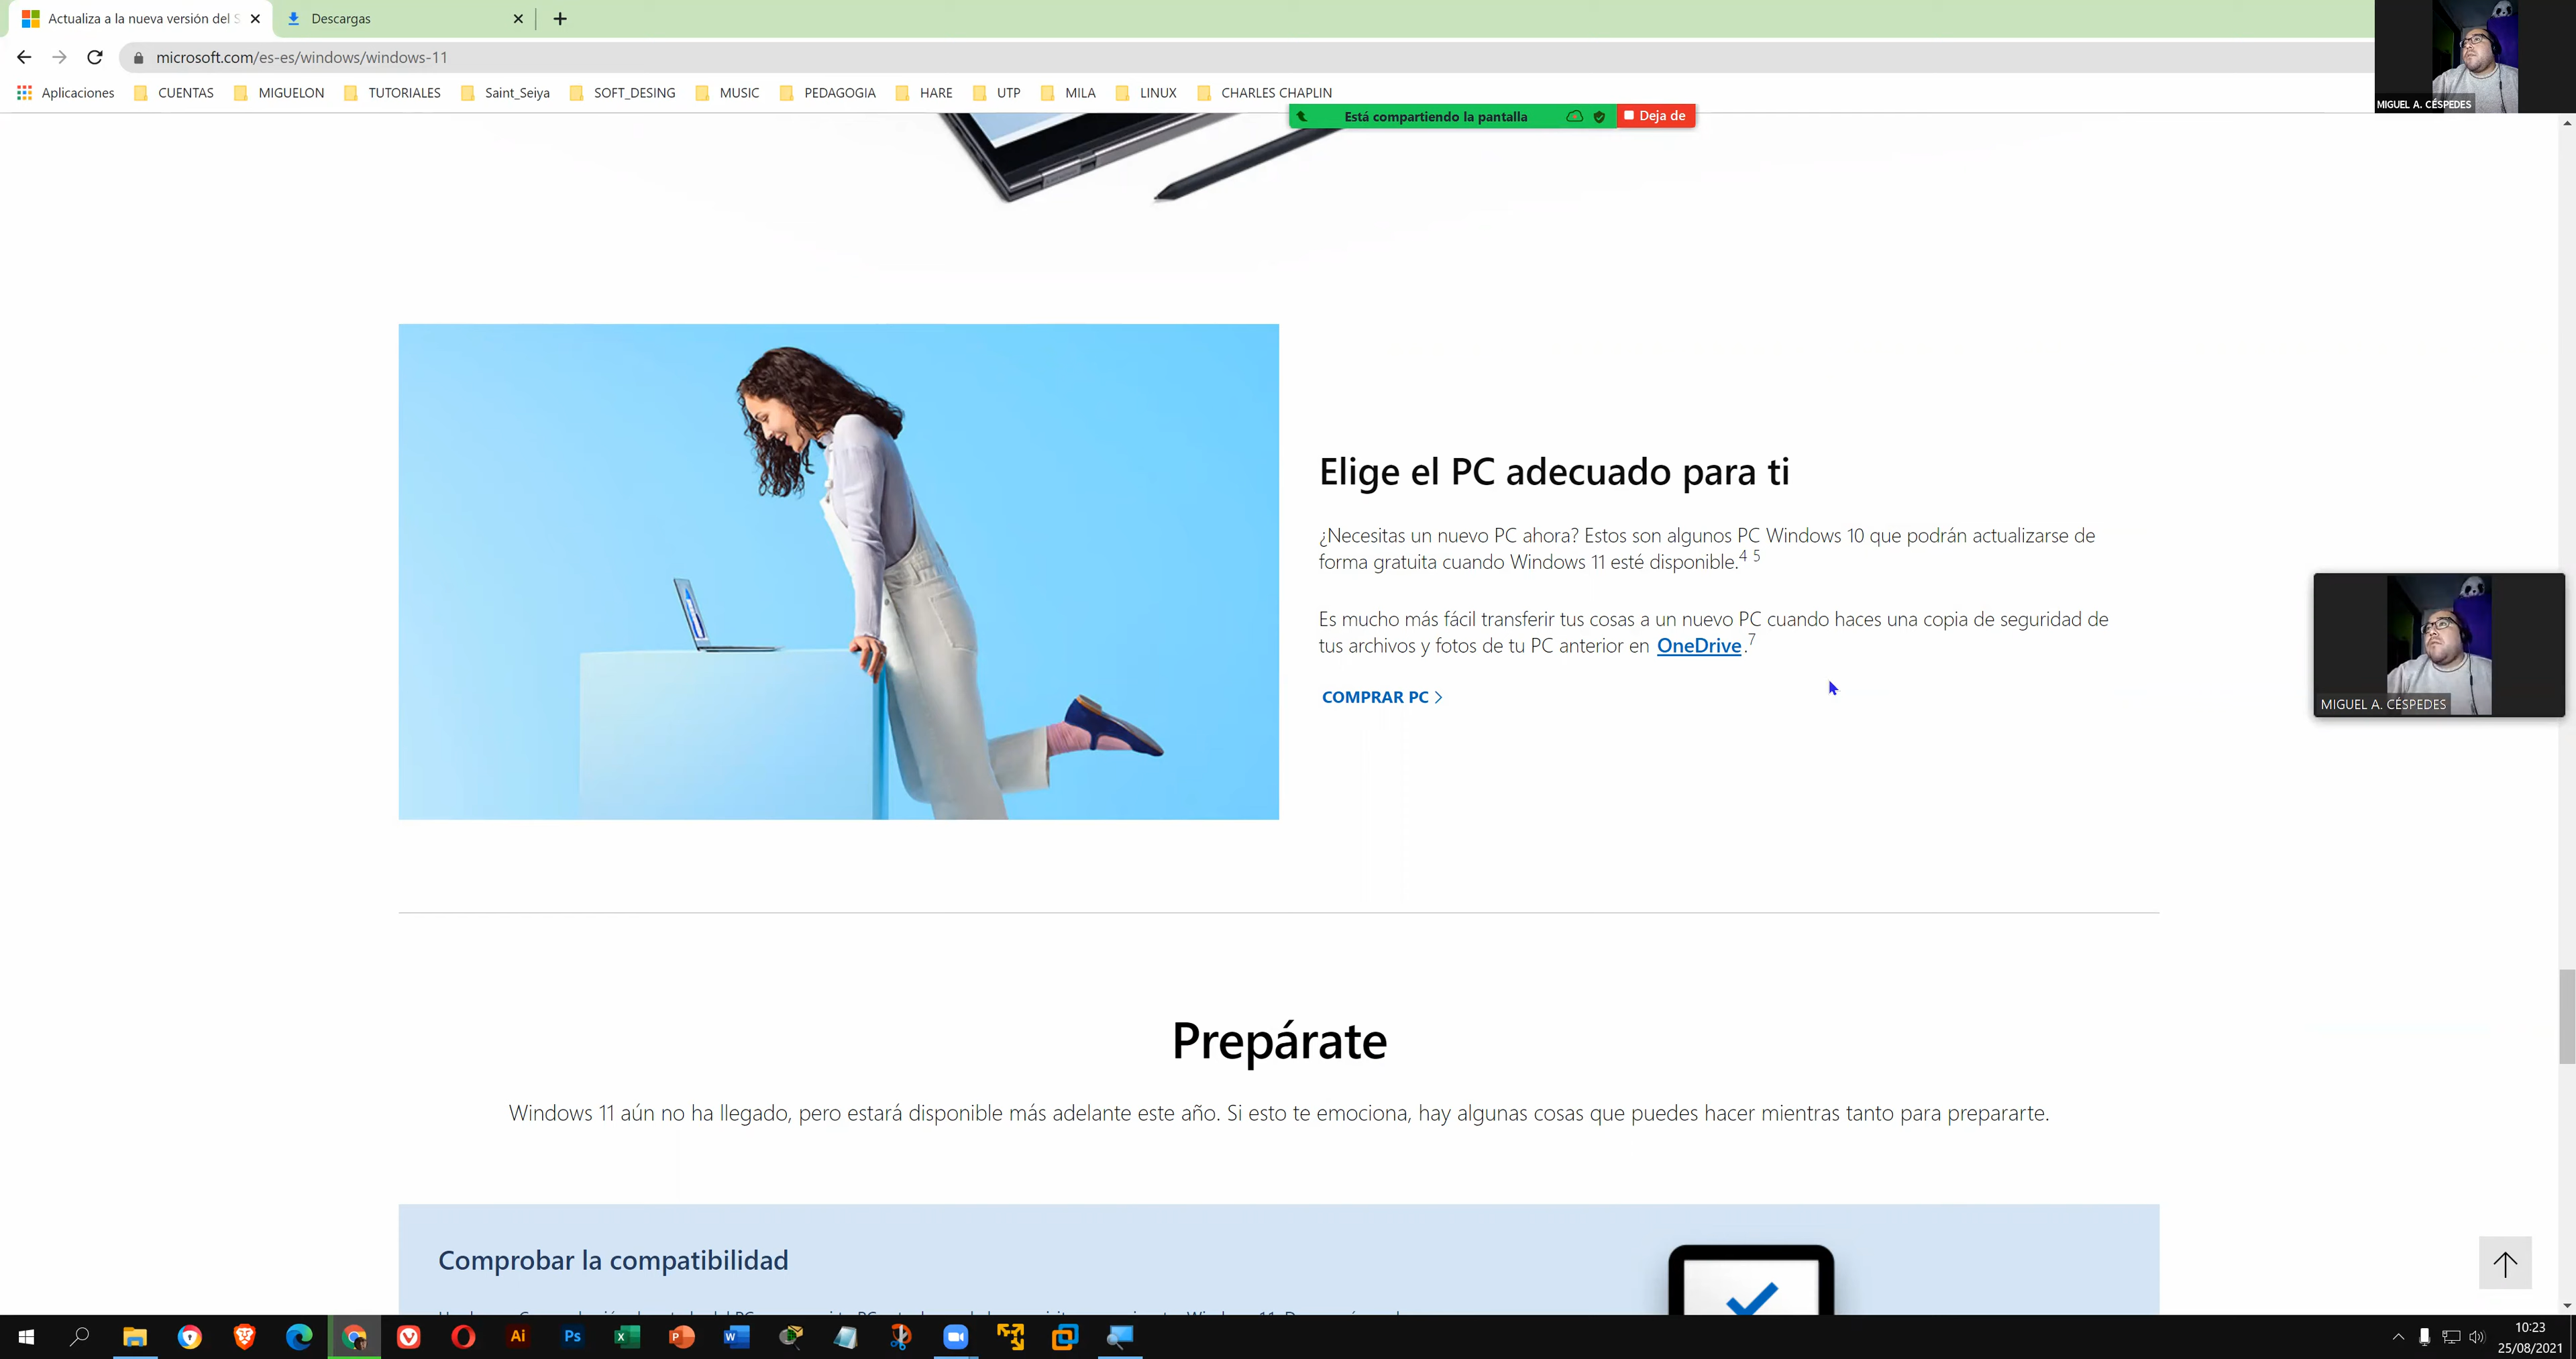 Actualiza a la nueva versión del S
Descargas
microsoft.com/es-es/windows/windows-11
Aplicaciones CUENTAS MIGUELON TUTORIALES Saint_Seiya SOFT_DESING MUSIC PEDAGOGIA HARE UTP MILA LINUX CHARLES CHAPLIN
MIGUEL A. CÉSPEDES
Está compartiendo la pantalla
Deja de
Elige el PC adecuado para ti
¿Necesitas un nuevo PC ahora? Estos son algunos PC Windows 10 que podrán actualizarse de
forma gratuita cuando Windows 11 esté disponible.4 5
Es mucho más fácil transferir tus cosas a un nuevo PC cuando haces una copia de seguridad de
tus archivos y fotos de tu PC anterior en OneDrive.7
COMPRAR PC
MIGUEL A. CÉSPEDES
Prepárate
Windows 11 aún no ha llegado, pero estará disponible más adelante este año. Si esto te emociona, hay algunas cosas que puedes hacer mientras tanto para prepararte.
Comprobar la compatibilidad
Ai Ps X P W
10:23
25/08/2021